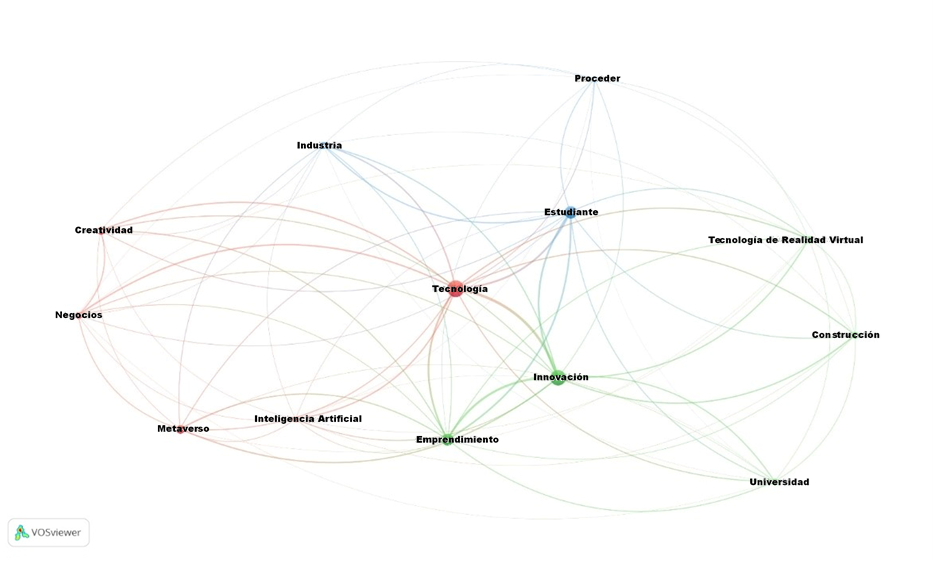 Proceder
Industria
Estudiante
Creatividad
Tecnología de Realidad Virtual
Tecnología
Negocios
Construcción
Innovación
Inteligencia Artificial
Metaverso
Emprendimiento
Universidad
VOSviewer